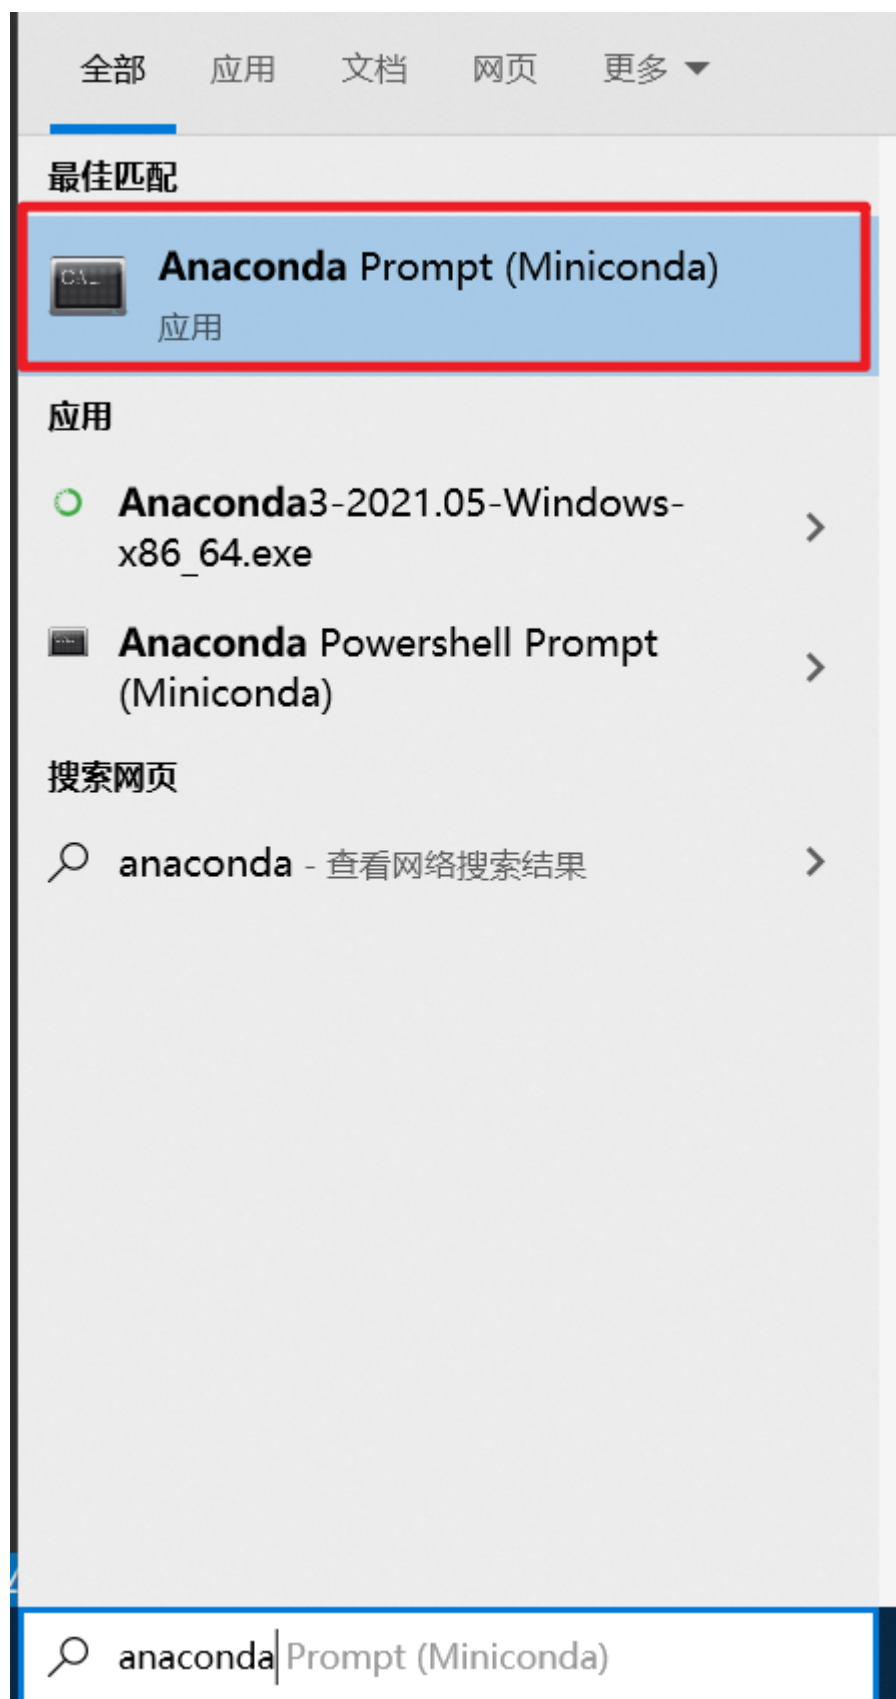 全部 应用 文档 网页 更多
最佳匹配
Anaconda Prompt (Miniconda)
应用
应用
Anaconda3-2021.05-Windows-
x86_64.exe
Anaconda Powershell Prompt
(Miniconda)
搜索网页
anaconda - 查看网络搜索结果
anaconda Prompt (Miniconda)